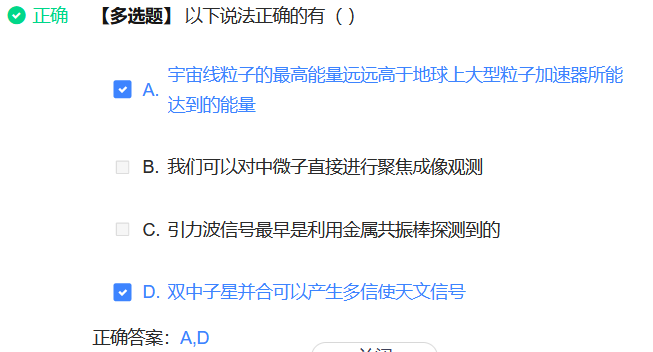 正确 【多选题】以下说法正确的有 ( )
A. 宇宙线粒子的最高能量远远高于地球上大型粒子加速器所能
达到的能量
B. 我们可以对中微子直接进行聚焦成像观测
C. 引力波信号最早是利用金属共振棒探测到的
D. 双中子星并合可以产生多信使天文信号
正确答案：A,D